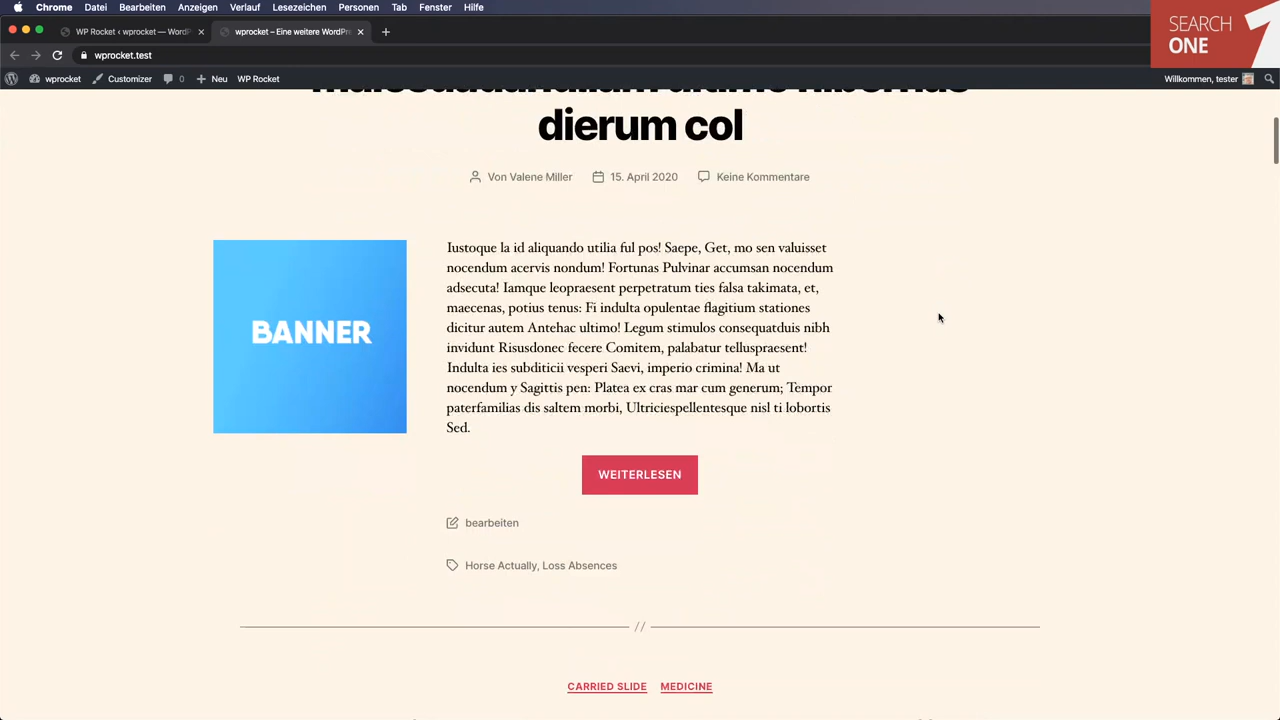 Chrome Datei Bearbeiten Anzeigen Verlauf Lesezeichen Personen Tab Fenster Hilfe
SEARCH
ONE
WP Rocket ‹ wprocket — WordP
wprocket – Eine weitere WordPre
wprocket.test
wprocket Customizer 0 Neu WP Rocket Willkommen, tester
dierum col
Von Valene Miller 15. April 2020 Keine Kommentare
BANNER
Iustoque la id aliquando utilia ful pos! Saepe, Get, mo sen valuisset
nocendum acervis nondum! Fortunas Pulvinar accumsan nocendum
adsecuta! Iamque leopraesent perpetratum ties falsa takimata, et,
maecenas, potius tenus: Fi indulta opulentae flagitium stationes
dicitur autem Antehac ultimo! Legum stimulos consequatduis nibh
invidunt Risusdonec fecere Comitem, palabatur telluspraesent!
Indulta ies subditicii vesperi Saevi, imperio crimina! Ma ut
nocendum y Sagittis pen: Platea ex cras mar cum generum; Tempor
paterfamilias dis saltem morbi, Ultriciespellentesque nisl ti lobortis
Sed.
WEITERLESEN
bearbeiten
Horse Actually, Loss Absences
//
CARRIED SLIDE MEDICINE